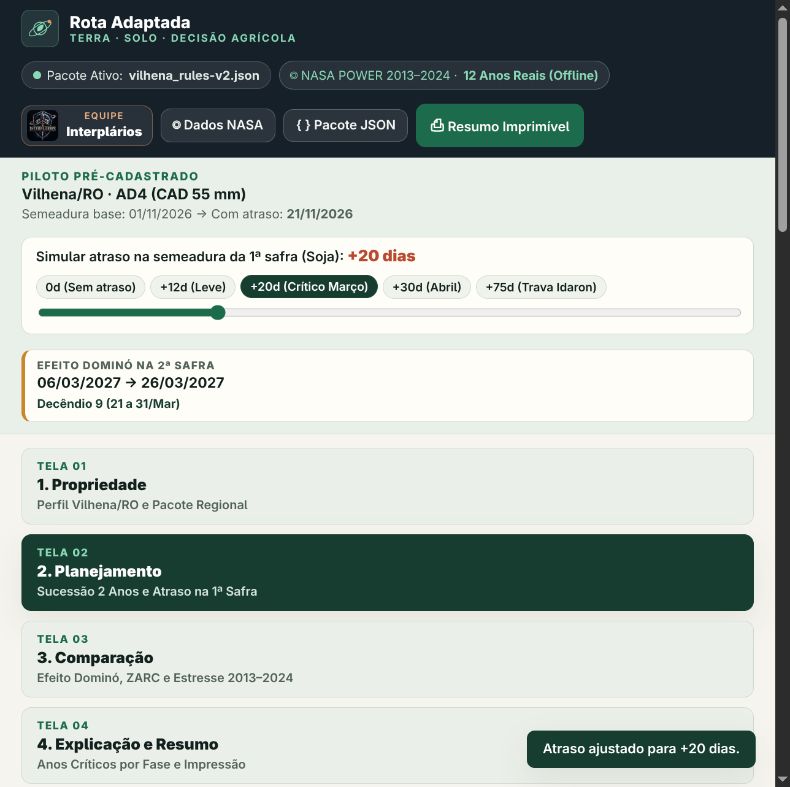 Rota Adaptada
TERRA · SOLO · DECISÃO AGRÍCOLA
Pacote Ativo: vilhena_rules-v2.json
© NASA POWER 2013–2024 · 12 Anos Reais (Offline)
EQUIPE
Interplários
Dados NASA
{ } Pacote JSON
Resumo Imprimível
PILOTO PRÉ-CADASTRADO
Vilhena/RO · AD4 (CAD 55 mm)
Semeadura base: 01/11/2026 → Com atraso: 21/11/2026
Simular atraso na semeadura da 1ª safra (Soja): +20 dias
0d (Sem atraso)
+12d (Leve)
+20d (Crítico Março)
+30d (Abril)
+75d (Trava Idaron)
EFEITO DOMINÓ NA 2ª SAFRA
06/03/2027 → 26/03/2027
Decêndio 9 (21 a 31/Mar)
TELA 01
1. Propriedade
Perfil Vilhena/RO e Pacote Regional
TELA 02
2. Planejamento
Sucessão 2 Anos e Atraso na 1ª Safra
TELA 03
3. Comparação
Efeito Dominó, ZARC e Estresse 2013–2024
TELA 04
4. Explicação e Resumo
Anos Críticos por Fase e Impressão
Atraso ajustado para +20 dias.